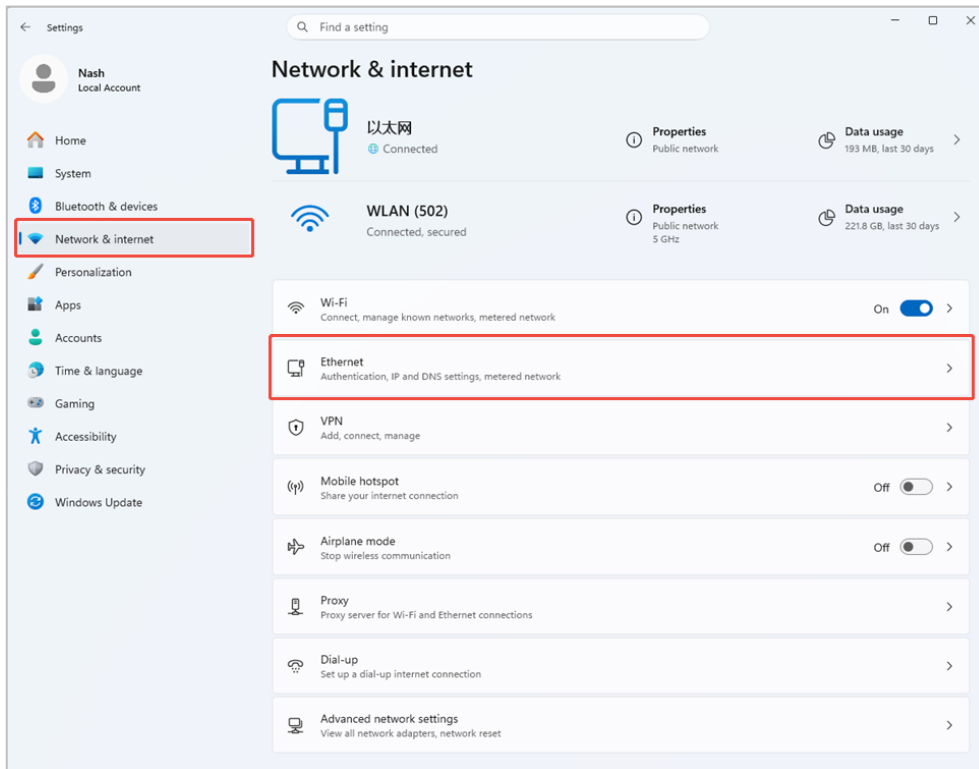 Settings
Find a setting
Nash
Local Account
Home
System
Bluetooth & devices
Network & internet
Personalization
Apps
Accounts
Time & language
Gaming
Accessibility
Privacy & security
Windows Update
Network & internet
以太网
Connected
Properties
Public network
Data usage
193 MB, last 30 days
WLAN (502)
Connected, secured
Properties
Public network
5 GHz
Data usage
221.8 GB, last 30 days
Wi-Fi
Connect, manage known networks, metered network
On
Ethernet
Authentication, IP and DNS settings, metered network
VPN
Add, connect, manage
Mobile hotspot
Share your internet connection
Off
Airplane mode
Stop wireless communication
Off
Proxy
Proxy server for Wi-Fi and Ethernet connections
Dial-up
Set up a dial-up internet connection
Advanced network settings
View all network adapters, network reset